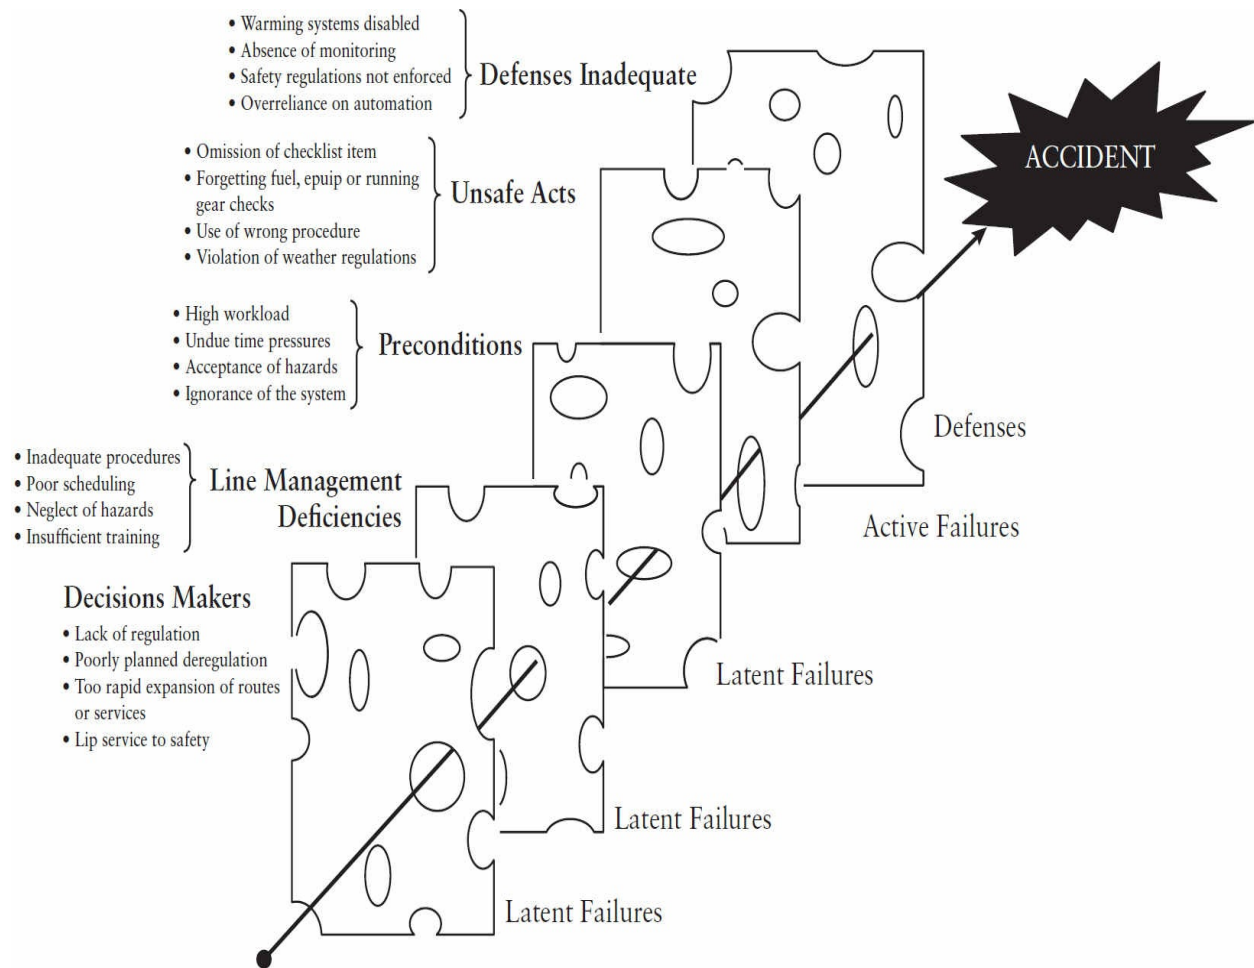 • Warming systems disabled
• Absence of monitoring
• Safety regulations not enforced
• Overreliance on automation
Defenses Inadequate
• Omission of checklist item
• Forgetting fuel, epuip or running
gear checks
• Use of wrong procedure
• Violation of weather regulations
Unsafe Acts
• High workload
• Undue time pressures
• Acceptance of hazards
• Ignorance of the system
Preconditions
• Inadequate procedures
• Poor scheduling
• Neglect of hazards
• Insufficient training
Line Management
Deficiencies
Decisions Makers
• Lack of regulation
• Poorly planned deregulation
• Too rapid expansion of routes
or services
• Lip service to safety
ACCIDENT
Defenses
Active Failures
Latent Failures
Latent Failures
Latent Failures